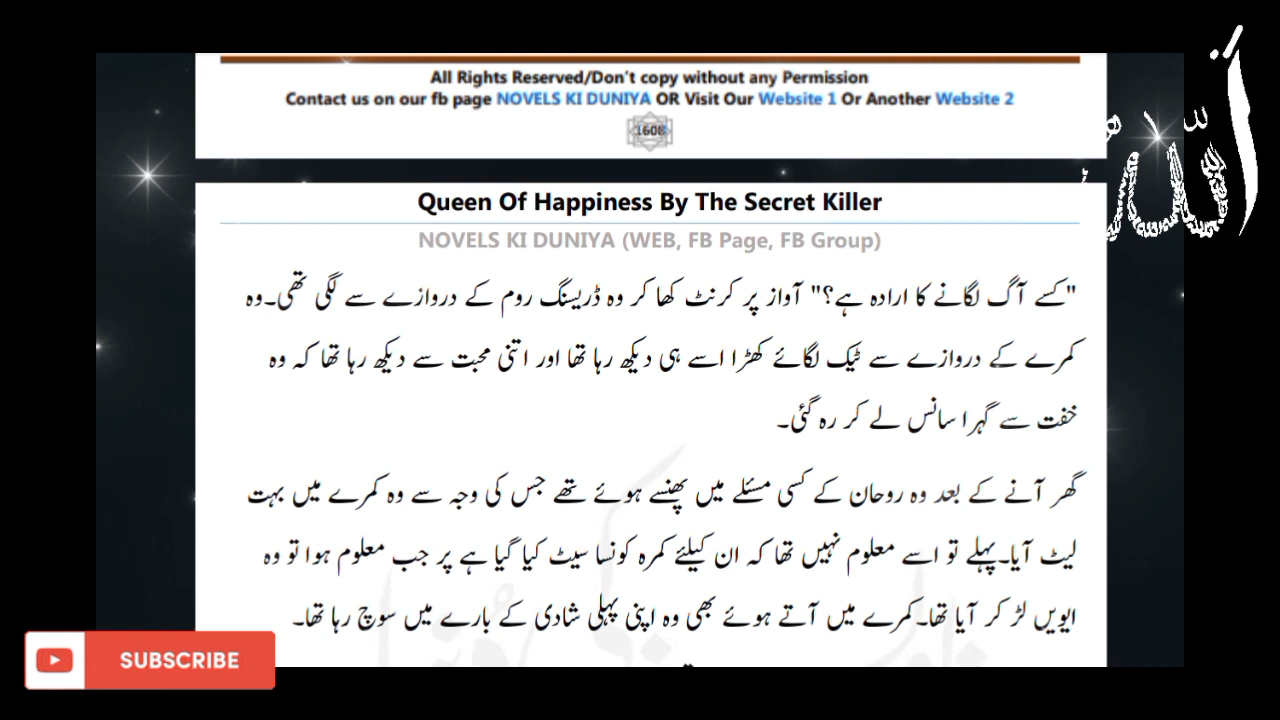 All Rights Reserved/Don't copy without any Permission
Contact us on our fb page NOVELS KI DUNIYA OR Visit Our Website 1 Or Another Website 2
1608
Queen Of Happiness By The Secret Killer
NOVELS KI DUNIYA (WEB, FB Page, FB Group)
"کسے آگ لگانے کا ارادہ ہے؟" آواز پر کرنٹ کھا کر وہ ڈریسنگ روم کے دروازے سے لگی تھی۔وہ
کمرے کے دروازے سے ٹیک لگائے کھڑا اسے ہی دیکھ رہا تھا اور اتنی محبت سے دیکھ رہا تھا کہ وہ
خفت سے گہرا سانس لے کر رہ گئی۔
گھر آنے کے بعد وہ روحان کے کسی مسئلے میں پھنسے ہوئے تھے جس کی وجہ سے وہ کمرے میں بہت
لیٹ آیا۔پہلے تو اسے معلوم نہیں تھا کہ ان کیلئے کمرہ کونسا سیٹ کیا گیا ہے پر جب معلوم ہوا تو وہ
ایویں لڑ کر آیا تھا۔کمرے میں آتے ہوئے بھی وہ اپنی پہلی شادی کے بارے میں سوچ رہا تھا۔
اللہ
SUBSCRIBE